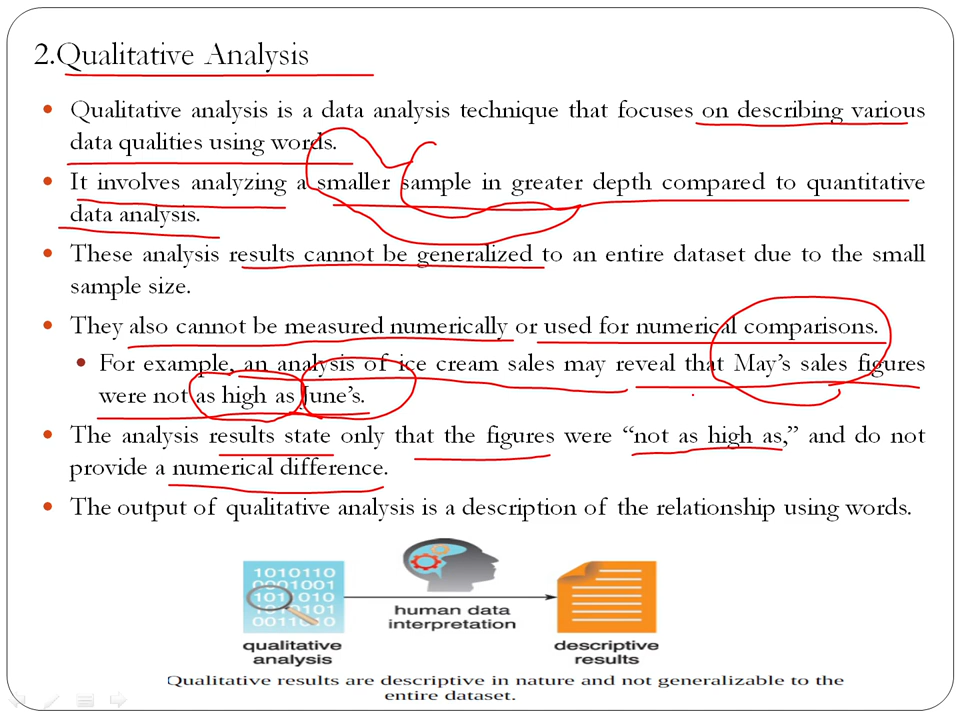 2.Qualitative Analysis
• Qualitative analysis is a data analysis technique that focuses on describing various
data qualities using words.
• It involves analyzing a smaller sample in greater depth compared to quantitative
data analysis.
• These analysis results cannot be generalized to an entire dataset due to the small
sample size.
• They also cannot be measured numerically or used for numerical comparisons.
• For example, an analysis of ice cream sales may reveal that May's sales figures
were not as high as June's.
• The analysis results state only that the figures were “not as high as,” and do not
provide a numerical difference.
• The output of qualitative analysis is a description of the relationship using words.
1010110
0001001
1011010
0010101
0011010
qualitative
analysis
human data
interpretation
descriptive
results
Qualitative results are descriptive in nature and not generalizable to the
entire dataset.